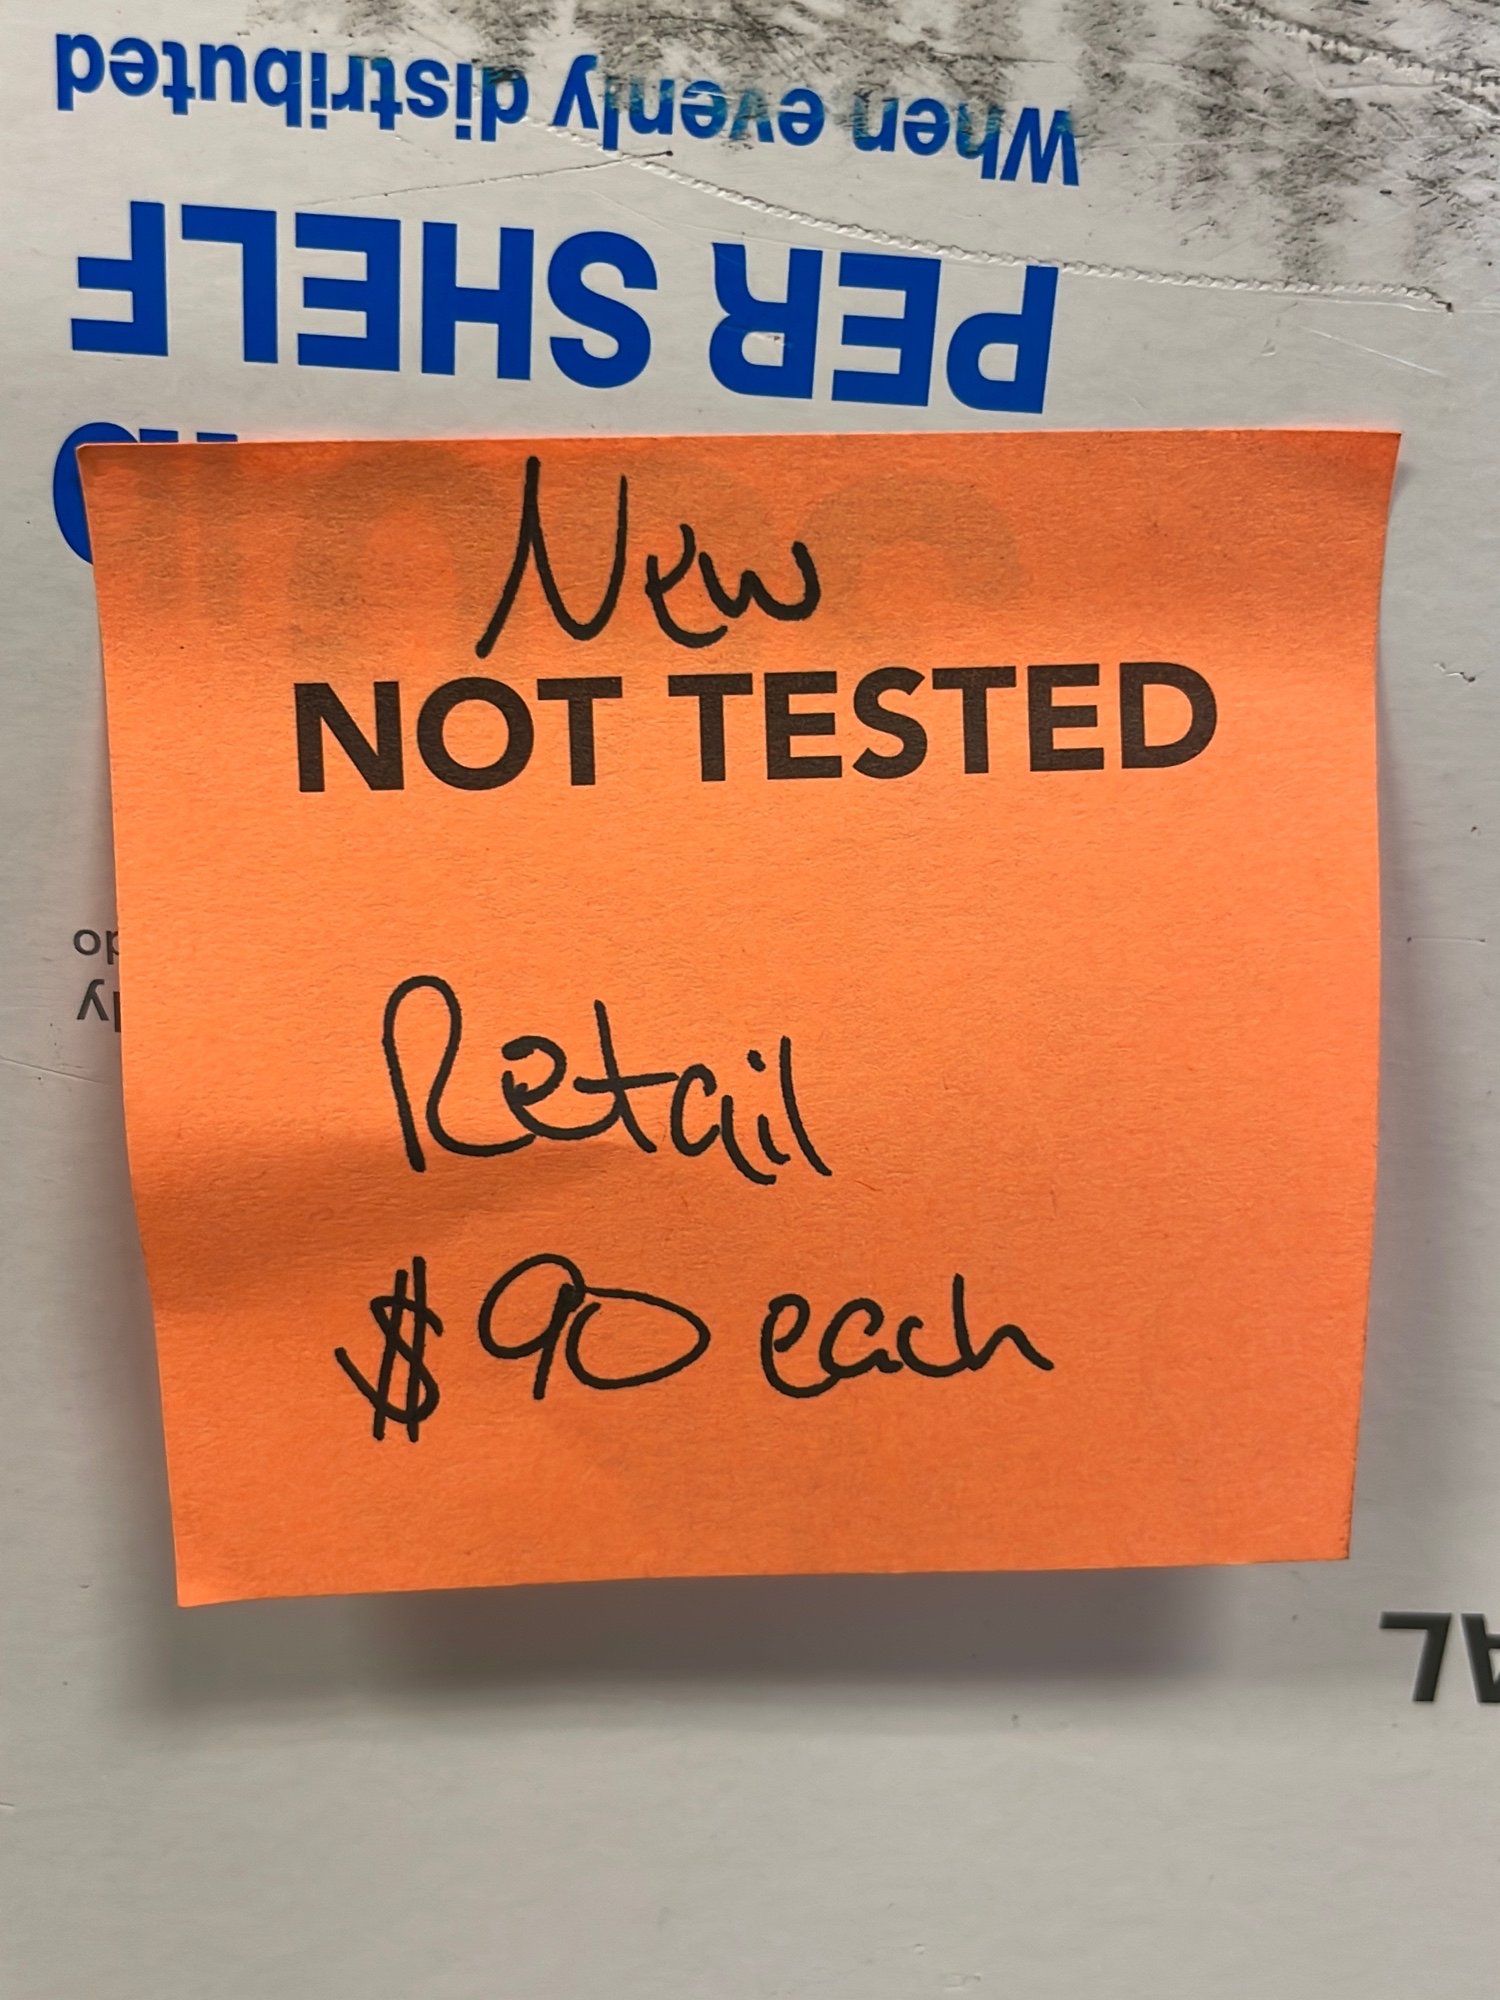 When evenly distributed
PER SHELF
New
NOT TESTED
Retail
$90 each